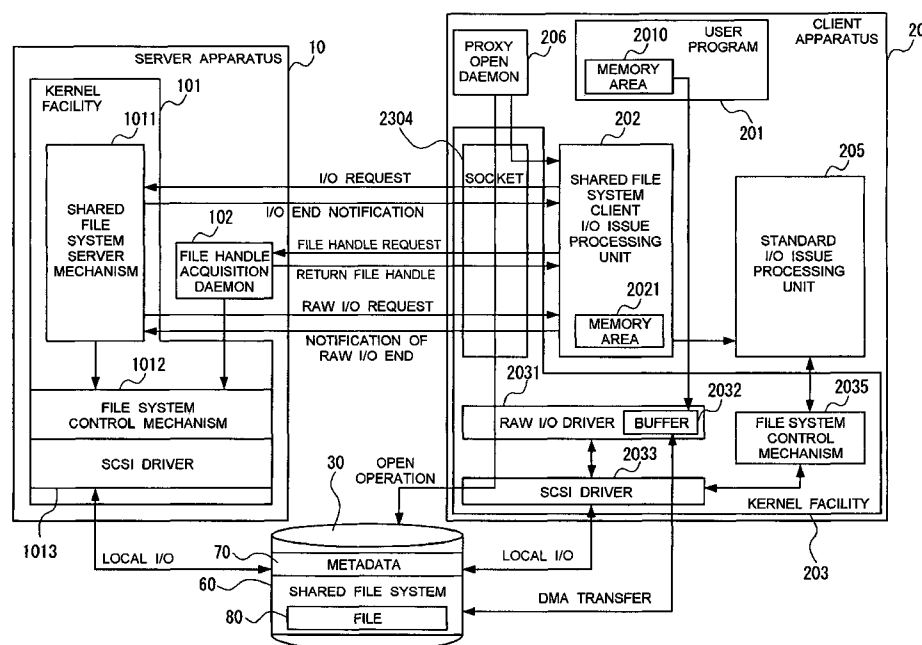 SERVER APPARATUS
10
KERNEL
FACILITY
101
1011
SHARED
FILE
SYSTEM
SERVER
MECHANISM
102
FILE HANDLE
ACQUISITION
DAEMON
1012
FILE SYSTEM
CONTROL MECHANISM
SCSI DRIVER
1013
I/O REQUEST
I/O END NOTIFICATION
FILE HANDLE REQUEST
RETURN FILE HANDLE
RAW I/O REQUEST
NOTIFICATION OF
RAW I/O END
CLIENT
APPARATUS
20
206
PROXY
OPEN
DAEMON
2010
USER
PROGRAM
MEMORY
AREA
201
2304
SOCKET
202
SHARED FILE
SYSTEM
CLIENT
I/O ISSUE
PROCESSING
UNIT
2021
MEMORY
AREA
205
STANDARD
I/O ISSUE
PROCESSING
UNIT
2031
2032
RAW I/O DRIVER
BUFFER
2033
SCSI DRIVER
2035
FILE SYSTEM
CONTROL
MECHANISM
KERNEL FACILITY
203
OPEN
OPERATION
30
LOCAL I/O
70
METADATA
60
SHARED FILE SYSTEM
80
FILE
LOCAL I/O
DMA TRANSFER